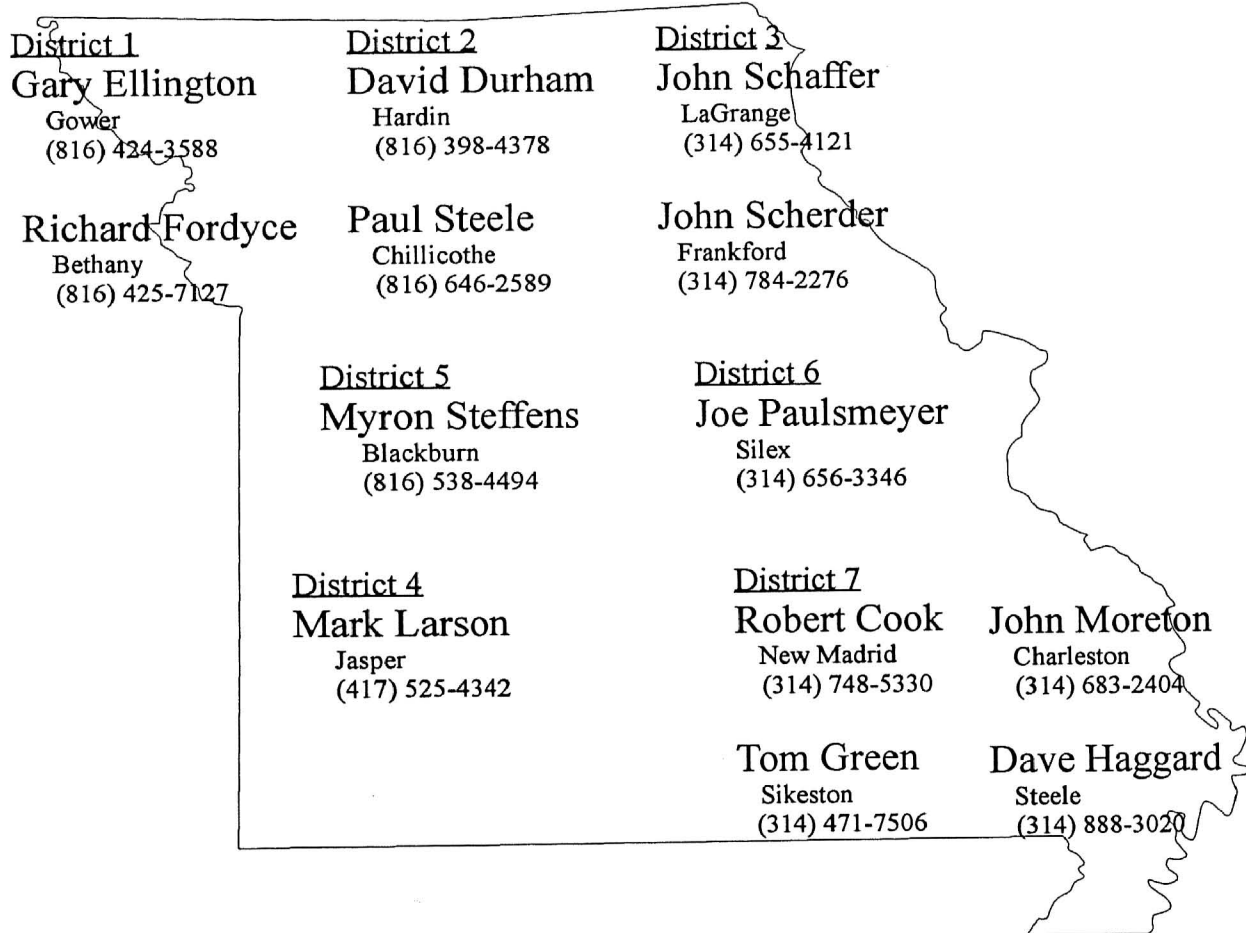 District 1
Gary Ellington
Gower
(816) 424-3588
Richard Fordyce
Bethany
(816) 425-7127
District 2
David Durham
Hardin
(816) 398-4378
Paul Steele
Chillicothe
(816) 646-2589
District 3
John Schaffer
LaGrange
(314) 655-4121
John Scherder
Frankford
(314) 784-2276
District 5
Myron Steffens
Blackburn
(816) 538-4494
District 6
Joe Paulsmeyer
Silex
(314) 656-3346
District 4
Mark Larson
Jasper
(417) 525-4342
District 7
Robert Cook
New Madrid
(314) 748-5330
John Moreton
Charleston
(314) 683-2404
Tom Green
Sikeston
(314) 471-7506
Dave Haggard
Steele
(314) 888-3020